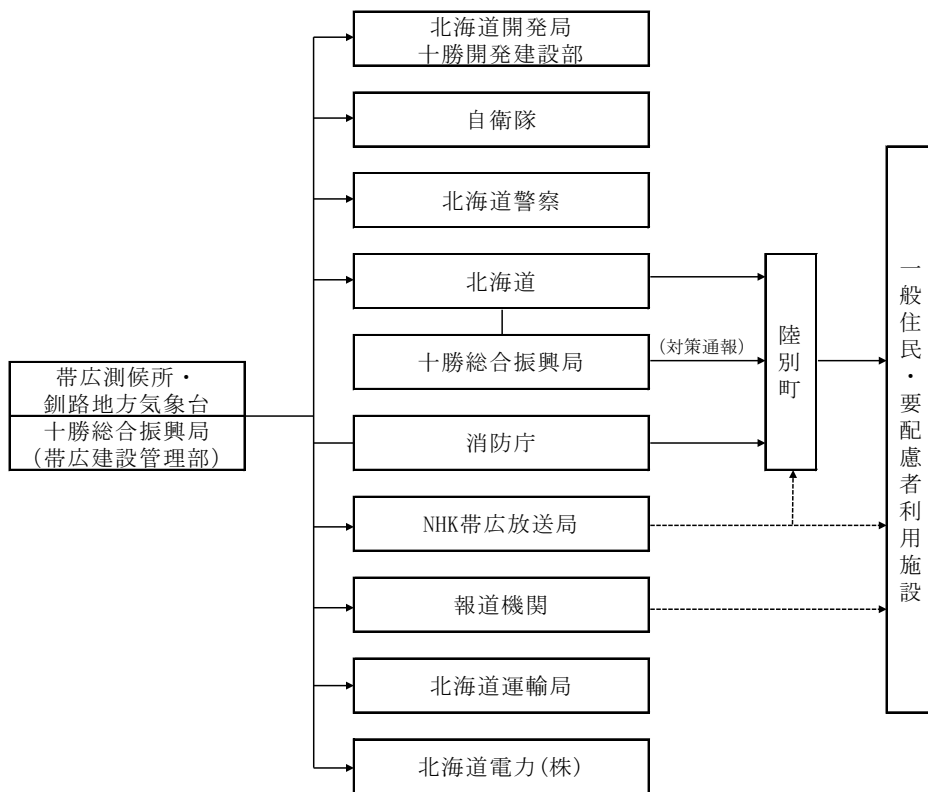 北海道開発局
十勝開発建設部
自衛隊
北海道警察
北海道
十勝総合振興局
(対策通報)
陸別町
一般住民・要配慮者利用施設
帯広測候所・
釧路地方気象台
十勝総合振興局
(帯広建設管理部)
消防庁
NHK帯広放送局
報道機関
北海道運輸局
北海道電力(株)